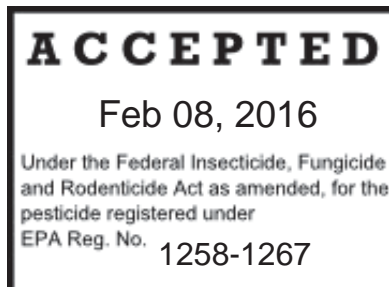 ACCEPTED
Feb 08, 2016
Under the Federal Insecticide, Fungicide
and Rodenticide Act as amended, for the
pesticide registered under
EPA Reg. No. 1258-1267